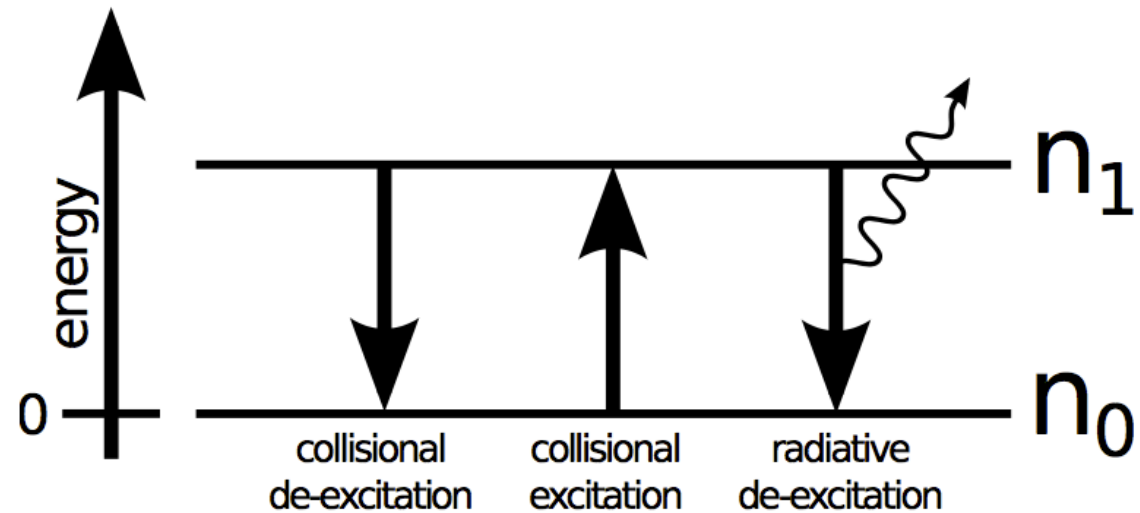 energy
0
n1
n0
collisional
de-excitation
collisional
excitation
radiative
de-excitation